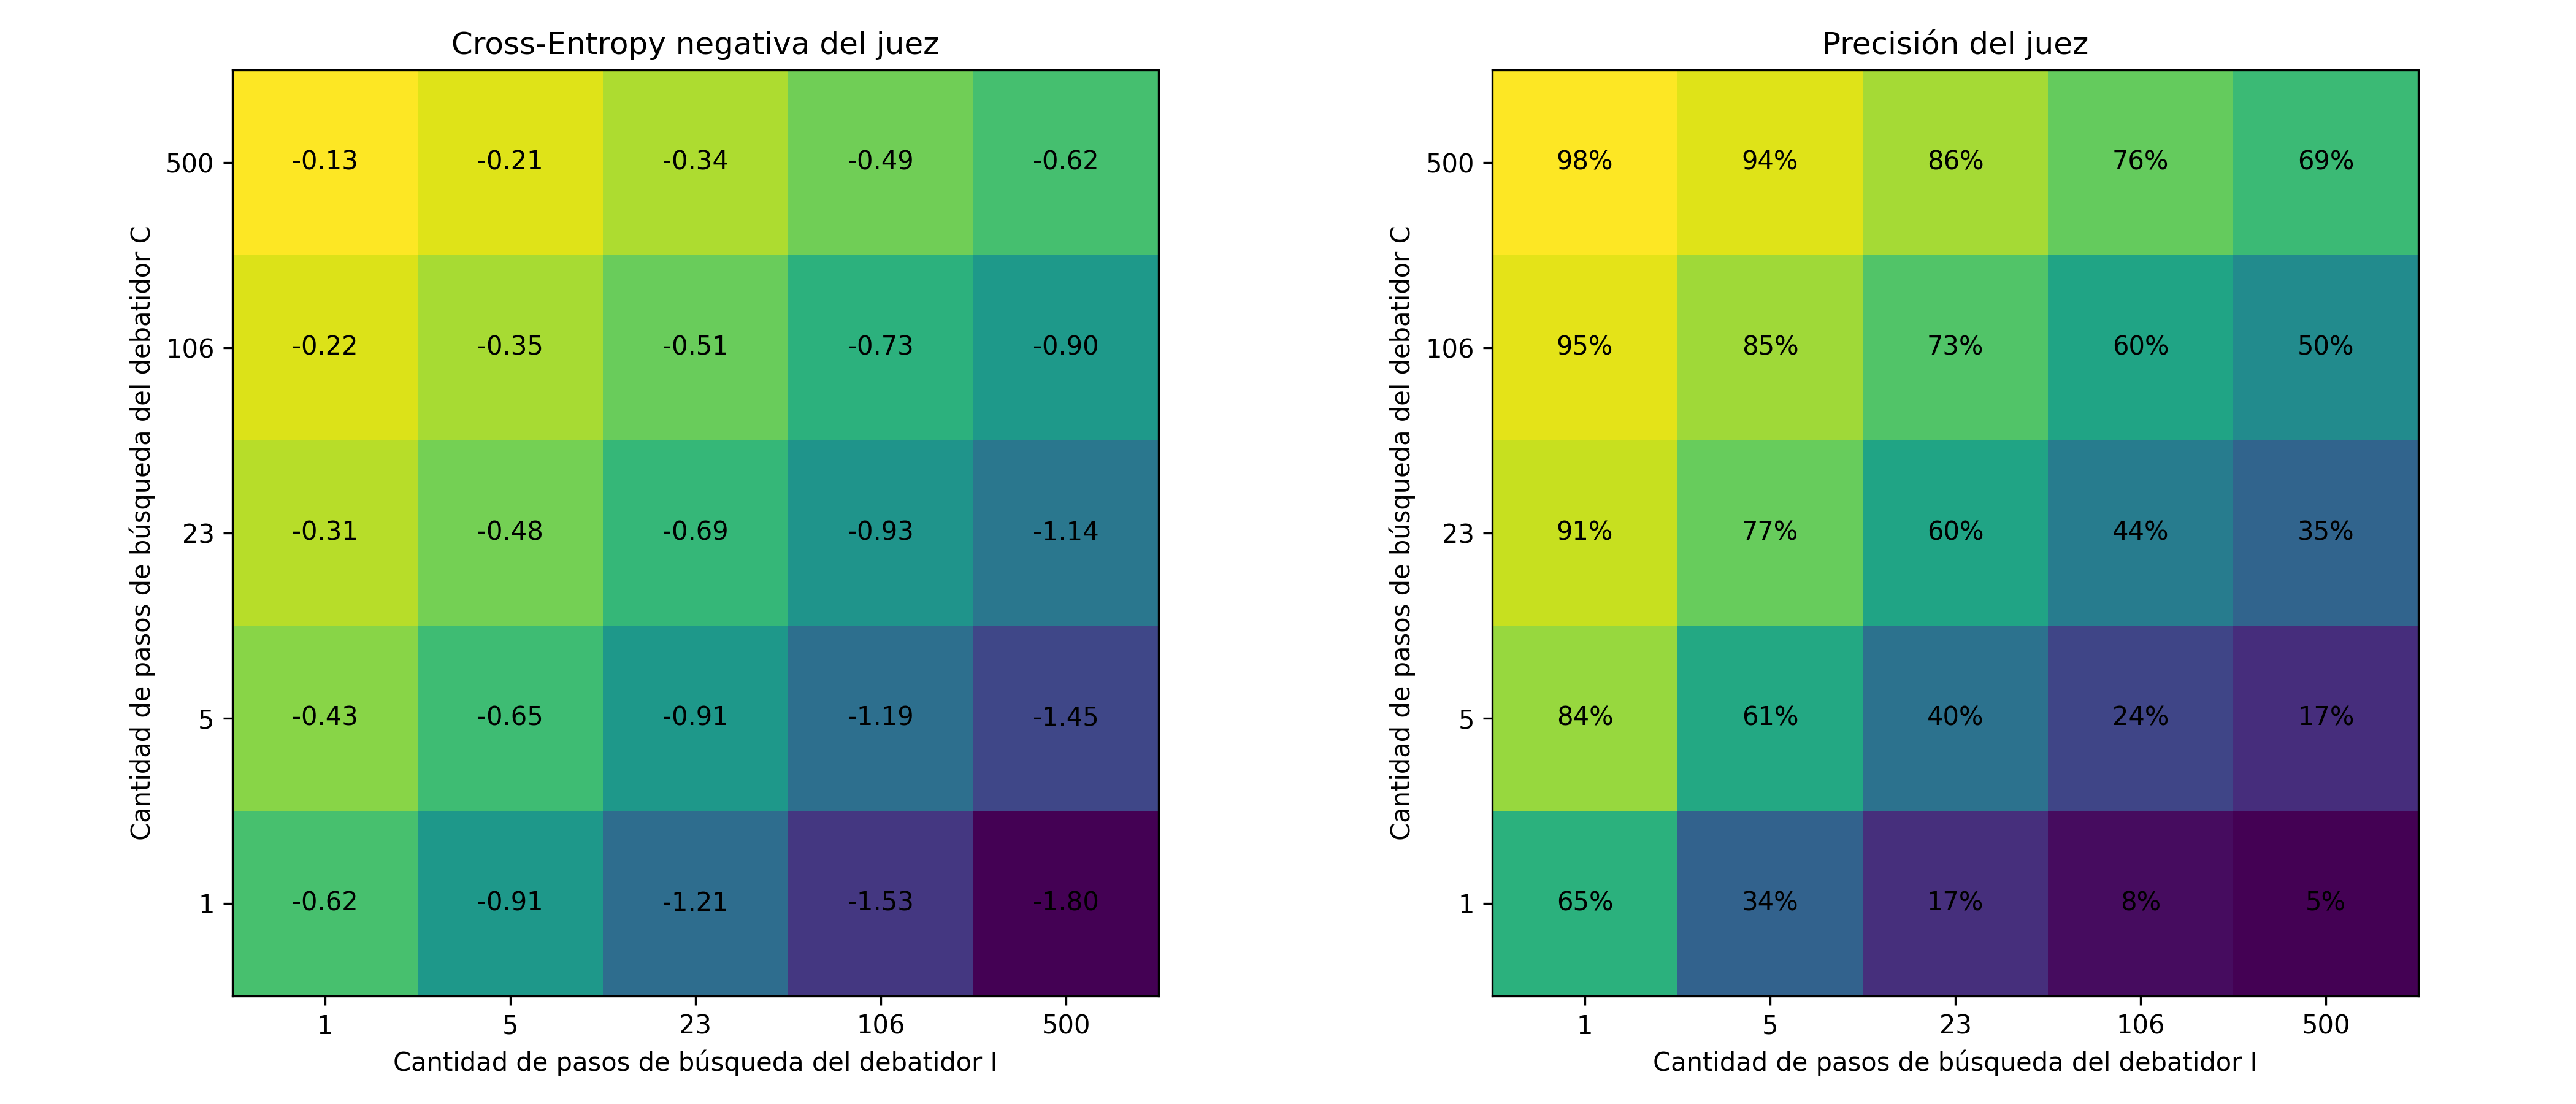 Cross-Entropy negativa del juez
Cantidad de pasos de búsqueda del debatidor C
500 -0.13 -0.21 -0.34 -0.49 -0.62
106 -0.22 -0.35 -0.51 -0.73 -0.90
23 -0.31 -0.48 -0.69 -0.93 -1.14
5 -0.43 -0.65 -0.91 -1.19 -1.45
1 -0.62 -0.91 -1.21 -1.53 -1.80
1 5 23 106 500
Cantidad de pasos de búsqueda del debatidor I
Precisión del juez
Cantidad de pasos de búsqueda del debatidor C
500 98% 94% 86% 76% 69%
106 95% 85% 73% 60% 50%
23 91% 77% 60% 44% 35%
5 84% 61% 40% 24% 17%
1 65% 34% 17% 8% 5%
1 5 23 106 500
Cantidad de pasos de búsqueda del debatidor I